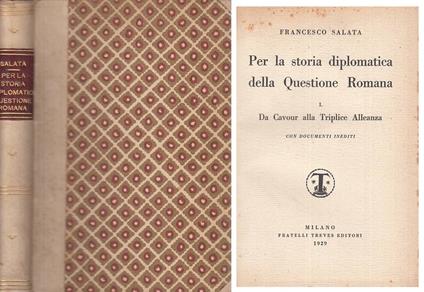 SALATA
PER LA
STORIA
DIPLOMATICA
QUESTIONE
ROMANA
FRANCESCO SALATA
Per la storia diplomatica
della Questione Romana
I.
Da Cavour alla Triplice Alleanza
CON DOCUMENTI INEDITI
T
MILANO
FRATELLI TREVES EDITORI
1929